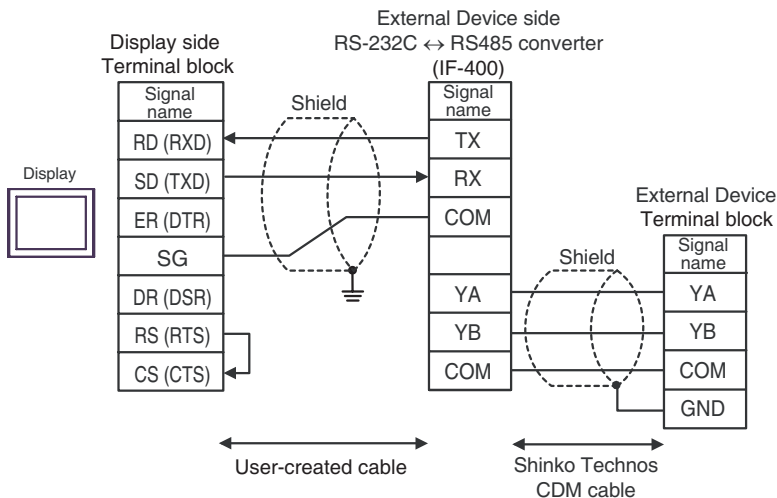 External Device side
RS-232C ↔ RS485 converter
(IF-400)
Display side
Terminal block
Signal
name
RD (RXD)
SD (TXD)
ER (DTR)
SG
DR (DSR)
RS (RTS)
CS (CTS)
Display
Shield
Signal
name
TX
RX
COM
YA
YB
COM
Shield
External Device
Terminal block
Signal
name
YA
YB
COM
GND
User-created cable
Shinko Technos
CDM cable